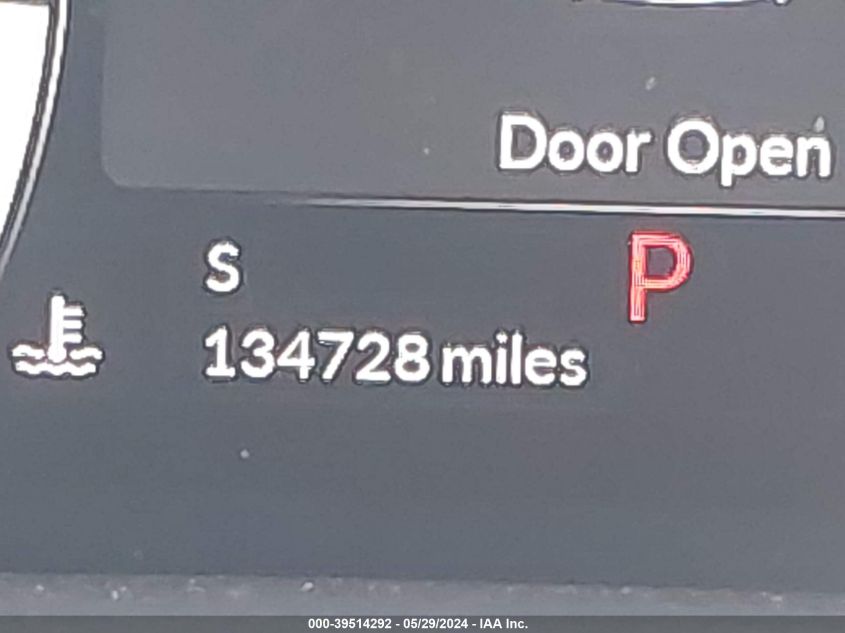 Door Open
S
P
134728 miles
000-39514292 - 05/29/2024 - IAA Inc.